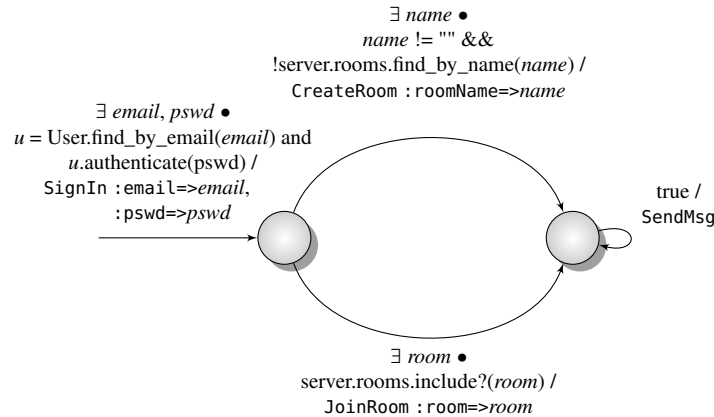 ∃ name •
name != "" &&
!server.rooms.find_by_name(name) /
CreateRoom :roomName=>name
∃ email, pswd •
u = User.find_by_email(email) and
u.authenticate(pswd) /
SignIn :email=>email,
:pswd=>pswd
true /
SendMsg
∃ room •
server.rooms.include?(room) /
JoinRoom :room=>room